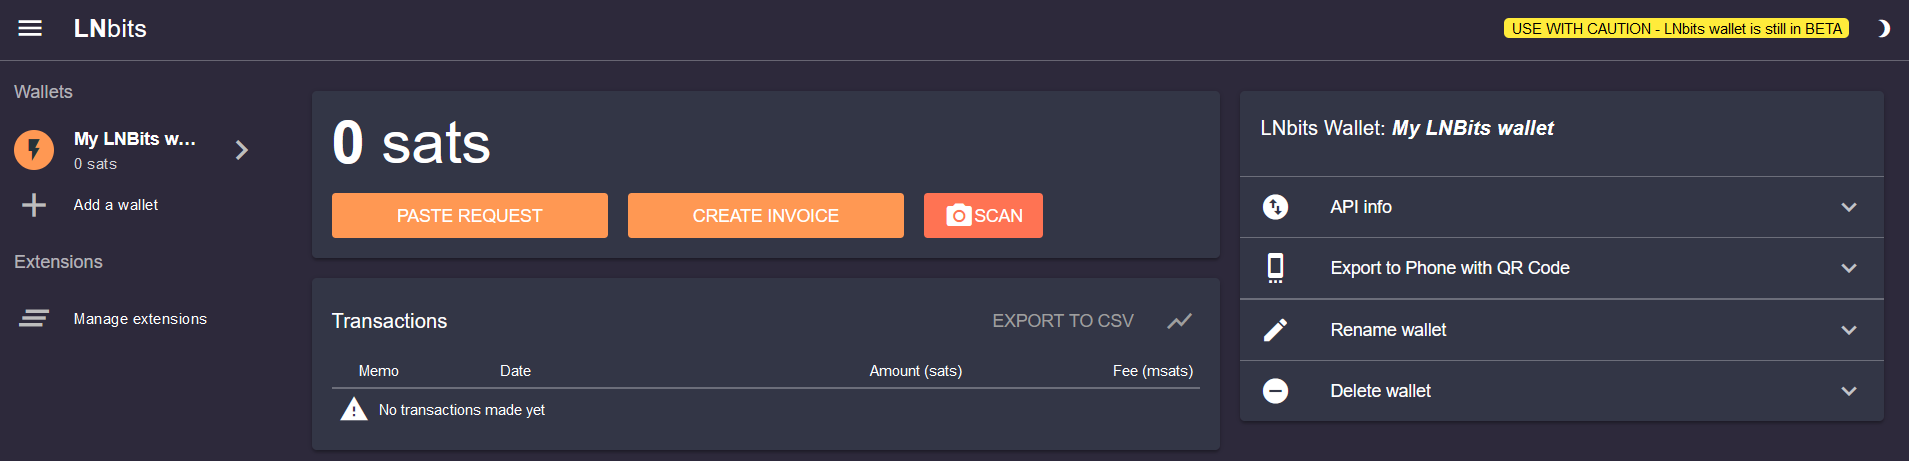 LNbits
USE WITH CAUTION - LNbits wallet is still in BETA
Wallets
My LNBits w...
0 sats
Add a wallet
Extensions
Manage extensions
0 sats
PASTE REQUEST
CREATE INVOICE
SCAN
Transactions
EXPORT TO CSV
Memo Date Amount (sats) Fee (msats)
No transactions made yet
LNbits Wallet: My LNBits wallet
API info
Export to Phone with QR Code
Rename wallet
Delete wallet